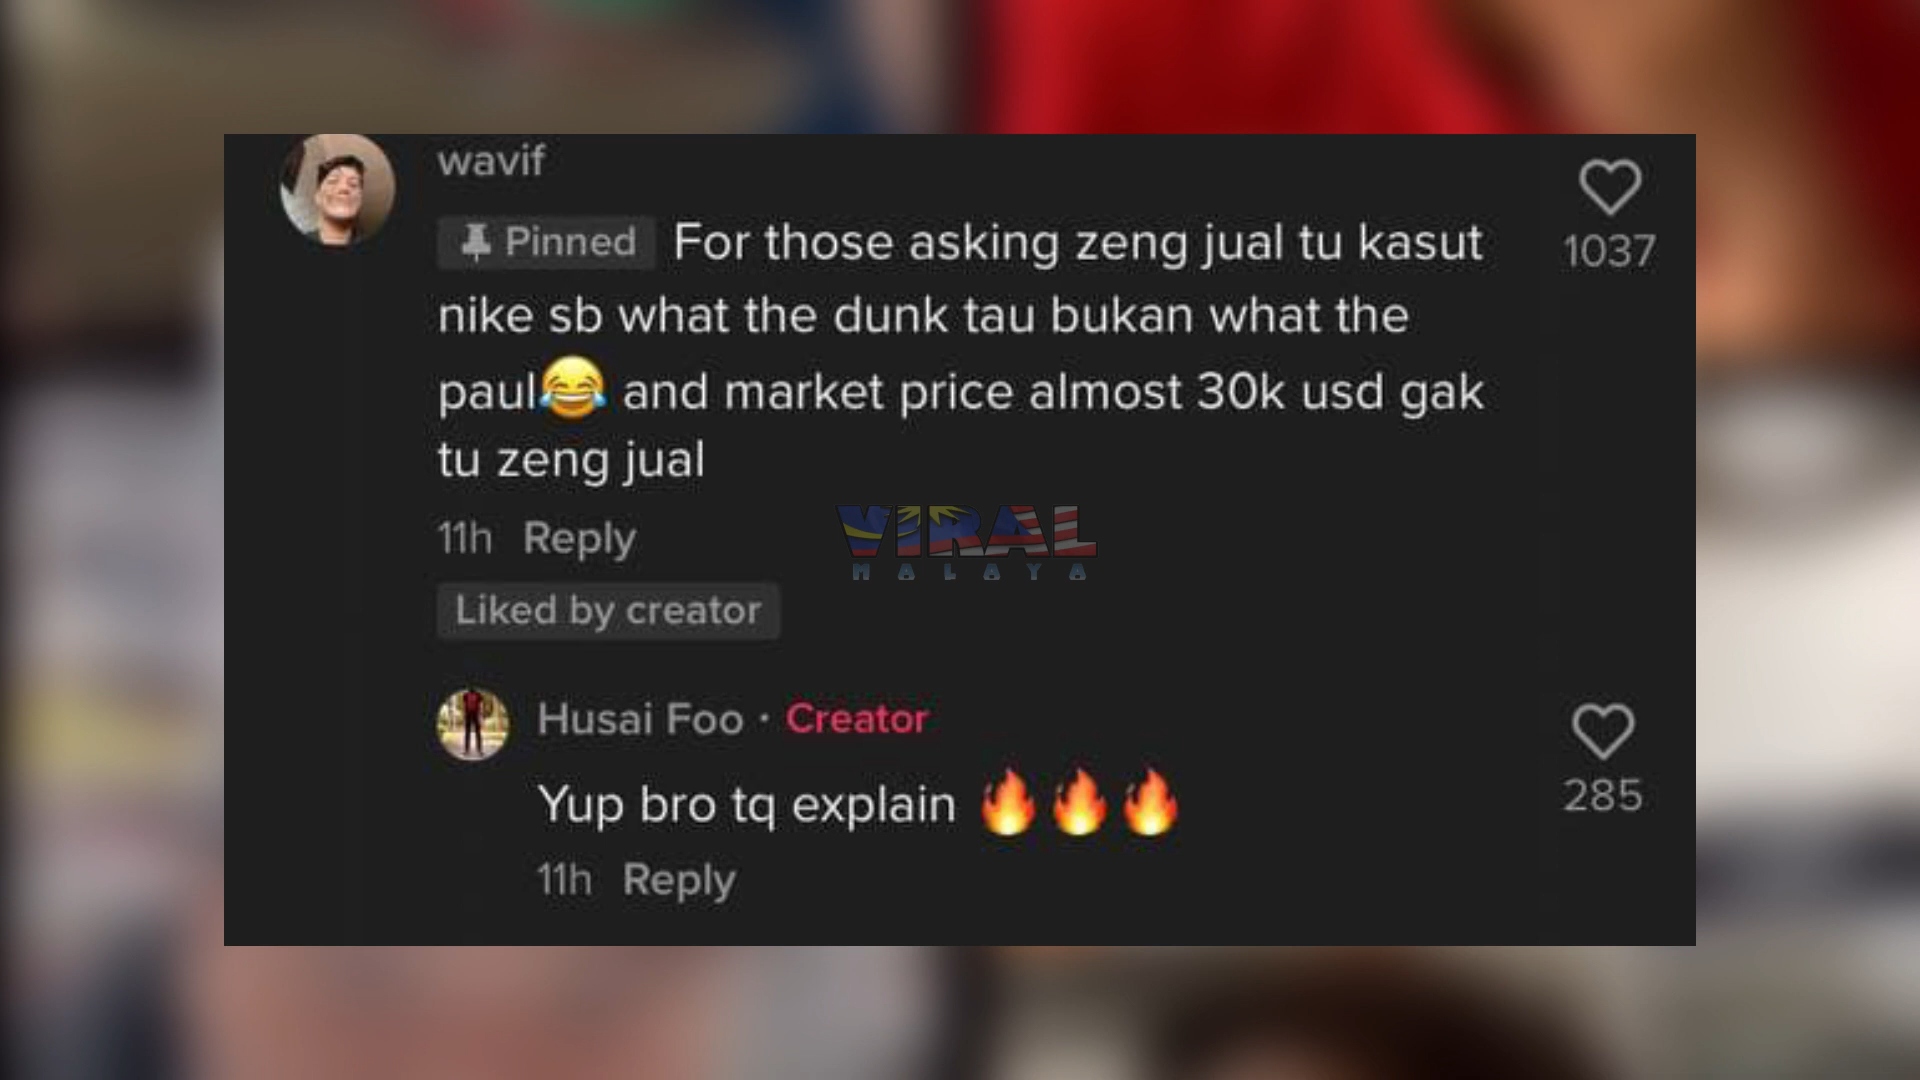 wavif
Pinned For those asking zeng jual tu kasut
nike sb what the dunk tau bukan what the
paul😂 and market price almost 30k usd gak
tu zeng jual
11h Reply
Liked by creator
1037
VIRAL
MALAYA
Husai Foo · Creator
Yup bro tq explain 🔥🔥🔥
11h Reply
285